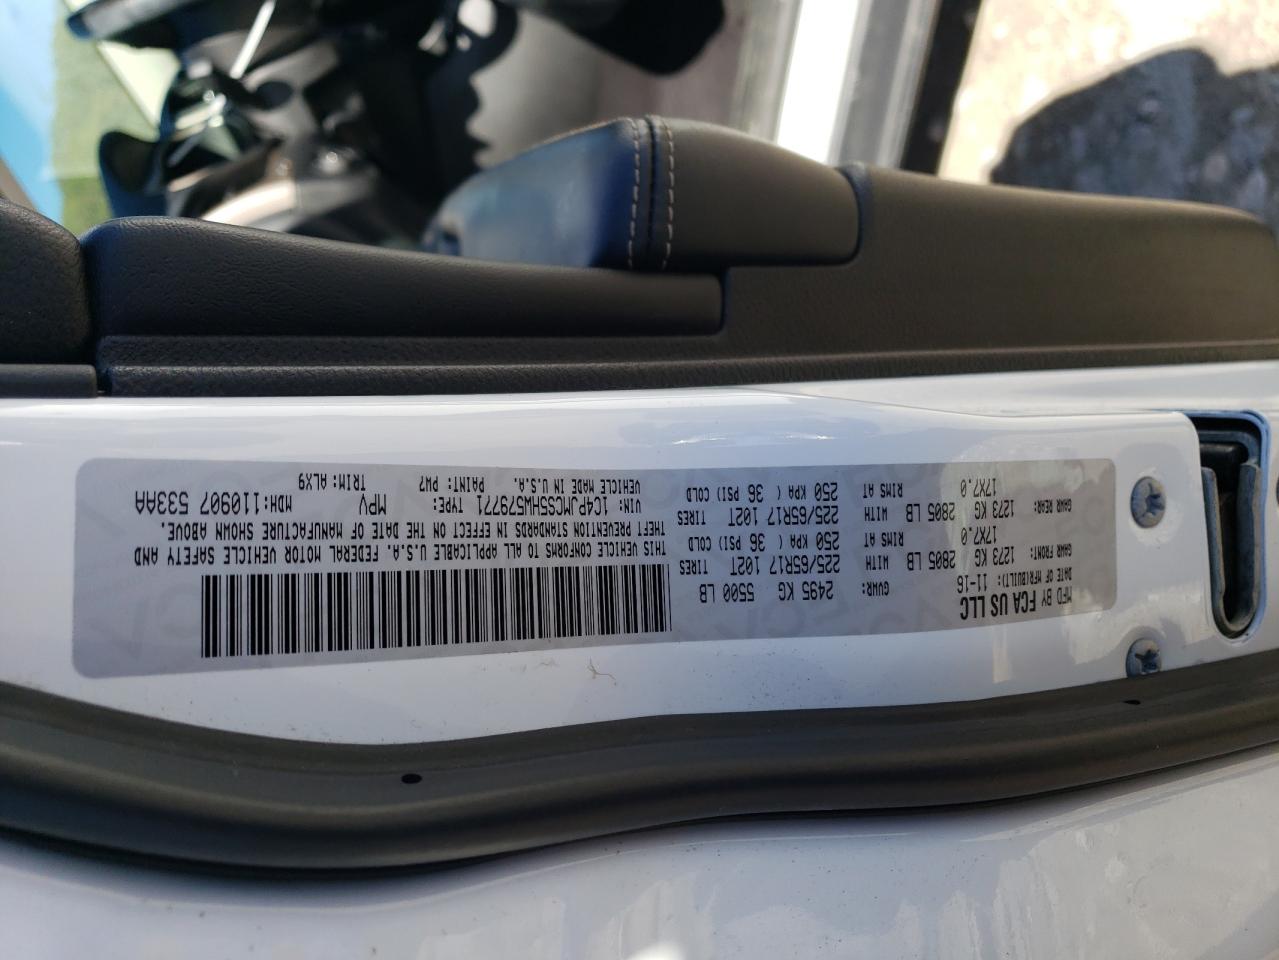 MFD BY FCA US LLC
DATE OF MFR(BUILT): 11-16
GVWR: 2495 KG 5500 LB
GAWR FRONT: 1273 KG 2805 LB WITH 225/65R17 102T TIRES
17X7.0 RIMS AT 250 KPA ( 36 PSI) COLD
GAWR REAR: 1273 KG 2805 LB WITH 225/65R17 102T TIRES
17X7.0 RIMS AT 250 KPA ( 36 PSI) COLD
THIS VEHICLE CONFORMS TO ALL APPLICABLE U.S.A. FEDERAL MOTOR VEHICLE SAFETY AND
THEFT PREVENTION STANDARDS IN EFFECT ON THE DATE OF MANUFACTURE SHOWN ABOVE.
VIN: 1C4PJMCS5HW579771 TYPE: MPV MDH:110907 533AA
VEHICLE MADE IN U.S.A. PAINT: PW7 TRIM:ALX9